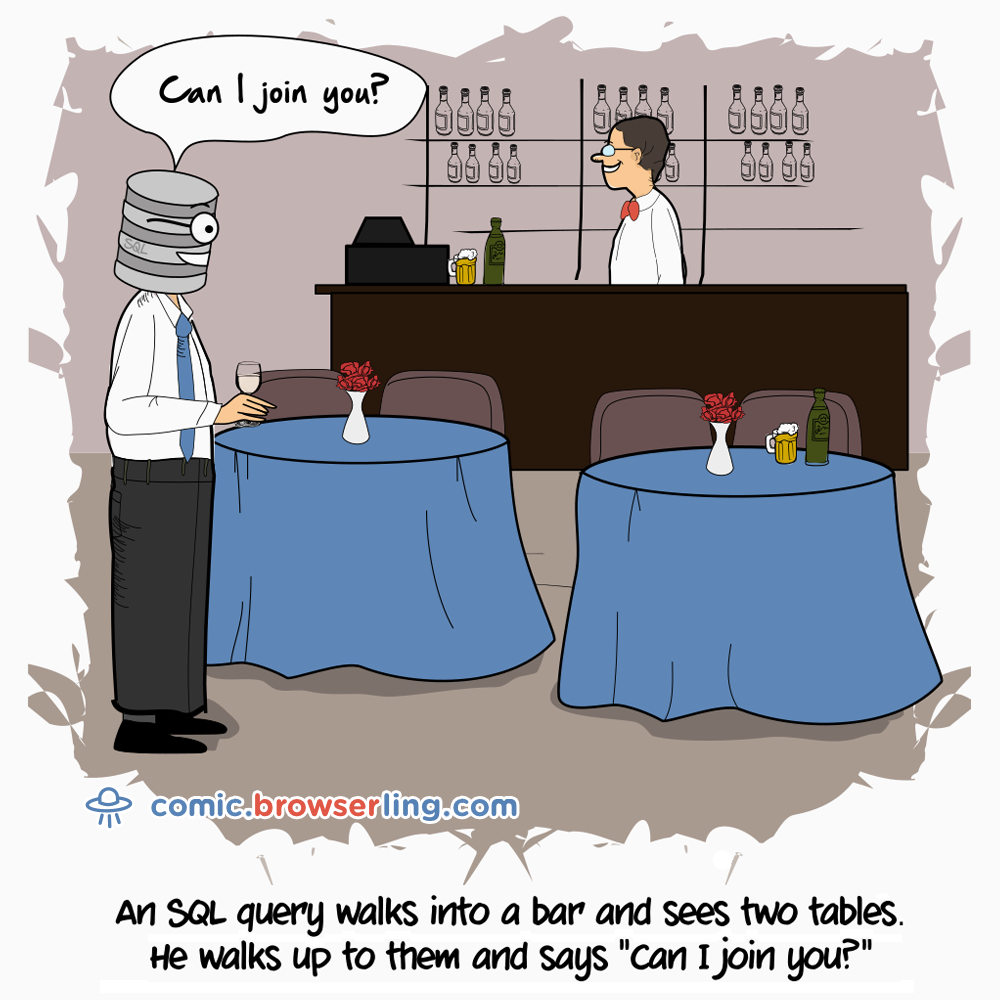 Can I join you?
SQL
comic.browserling.com
An SQL query walks into a bar and sees two tables.
He walks up to them and says "Can I join you?"